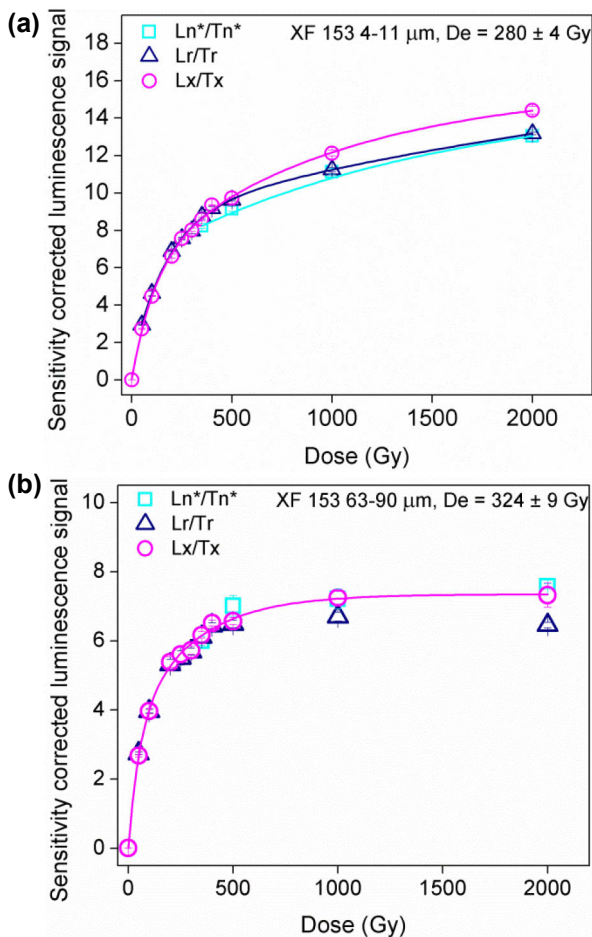 (a)
Ln*/Tn*
Lr/Tr
Lx/Tx
XF 153 4-11 μm, De = 280 ± 4 Gy
Sensitivity corrected luminescence signal
18
16
14
12
10
8
6
4
2
0
0 500 1000 1500 2000
Dose (Gy)
(b)
Ln*/Tn*
Lr/Tr
Lx/Tx
XF 153 63-90 μm, De = 324 ± 9 Gy
Sensitivity corrected luminescence signal
10
8
6
4
2
0
0 500 1000 1500 2000
Dose (Gy)